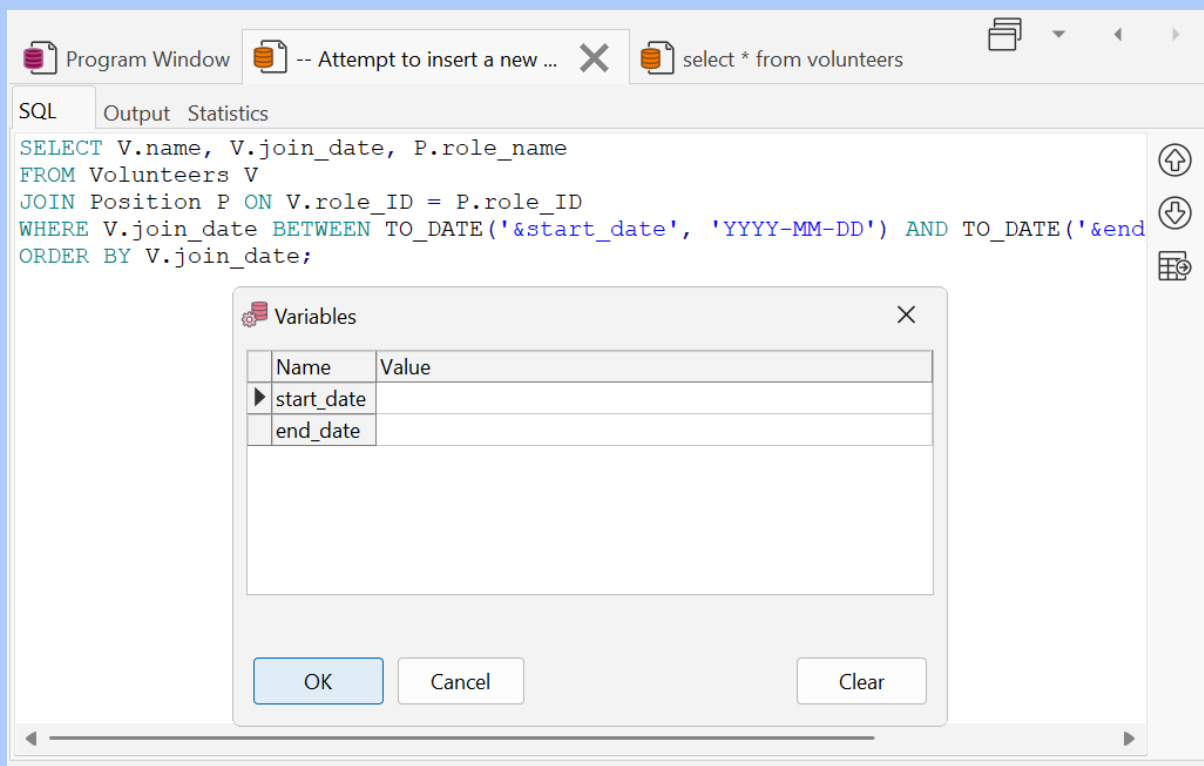 Program Window
-- Attempt to insert a new ...
select * from volunteers
SQL
Output
Statistics
SELECT V.name, V.join_date, P.role_name
FROM Volunteers V
JOIN Position P ON V.role_ID = P.role_ID
WHERE V.join_date BETWEEN TO_DATE('&start_date', 'YYYY-MM-DD') AND TO_DATE('&end
ORDER BY V.join_date;
Variables
Name Value
start_date
end_date
OK
Cancel
Clear